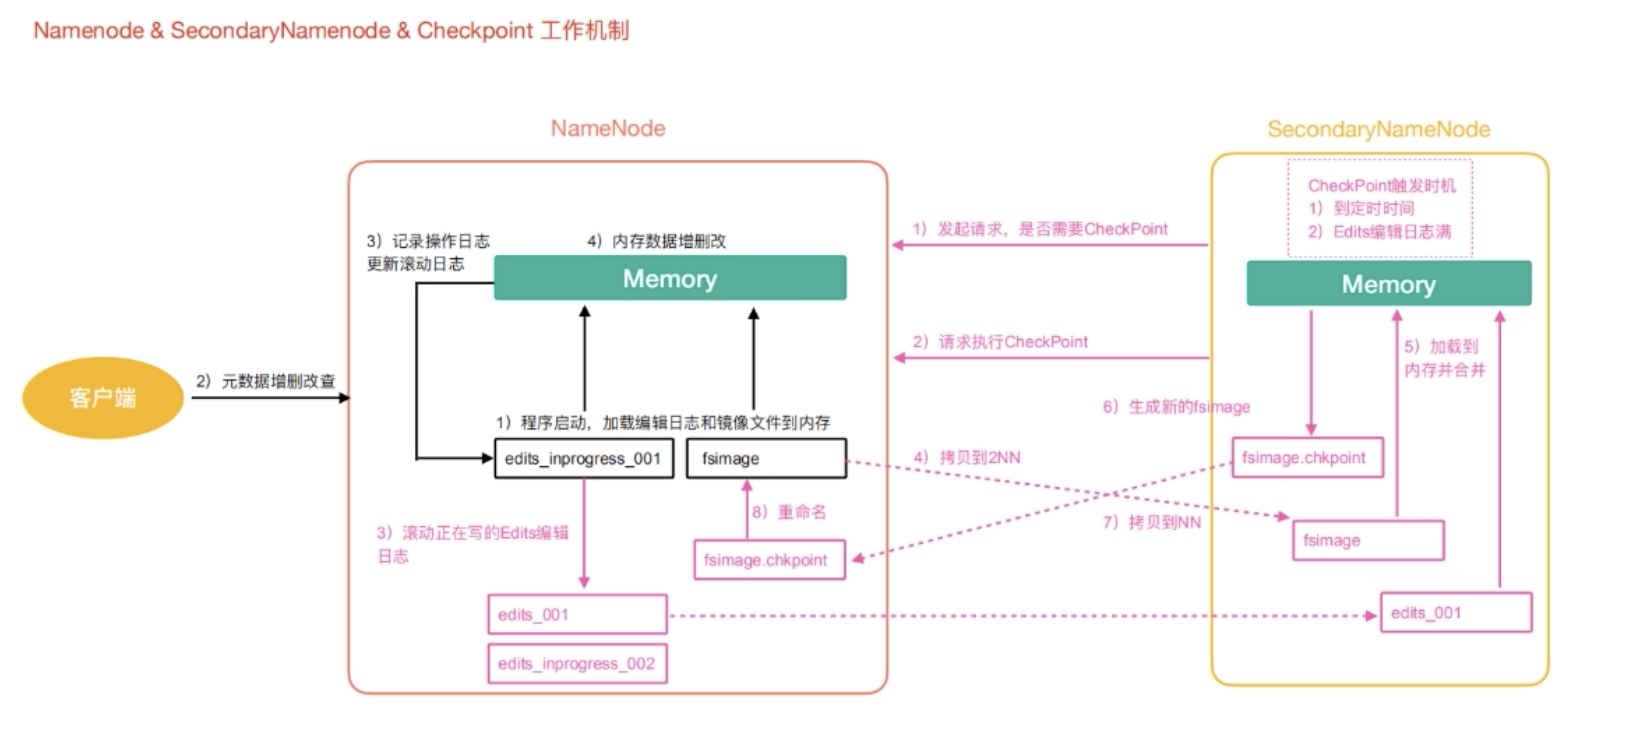 Namenode & SecondaryNamenode & Checkpoint 工作机制
NameNode
SecondaryNameNode
CheckPoint触发时机
1）到定时时间
2）Edits编辑日志满
1）发起请求，是否需要CheckPoint
3）记录操作日志
更新滚动日志
4）内存数据增删改
Memory
Memory
2）请求执行CheckPoint
5）加载到
内存并合并
2）元数据增删改查
客户端
6）生成新的fsimage
1）程序启动，加载编辑日志和镜像文件到内存
edits_inprogress_001
fsimage
4）拷贝到2NN
fsimage.chkpoint
8）重命名
7）拷贝到NN
3）滚动正在写的Edits编辑
日志
fsimage
fsimage.chkpoint
edits_001
edits_001
edits_inprogress_002